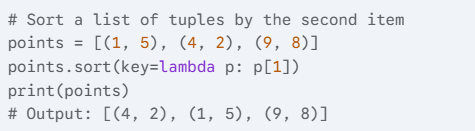 # Sort a list of tuples by the second item
points = [(1, 5), (4, 2), (9, 8)]
points.sort(key=lambda p: p[1])
print(points)
# Output: [(4, 2), (1, 5), (9, 8)]